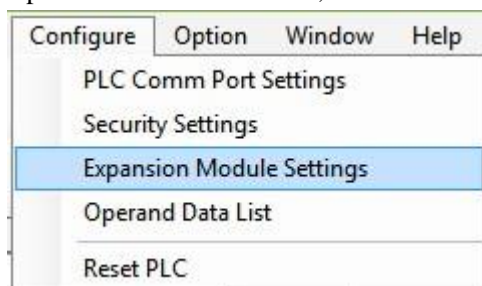 Configure Option Window Help
PLC Comm Port Settings
Security Settings
Expansion Module Settings
Operand Data List
Reset PLC